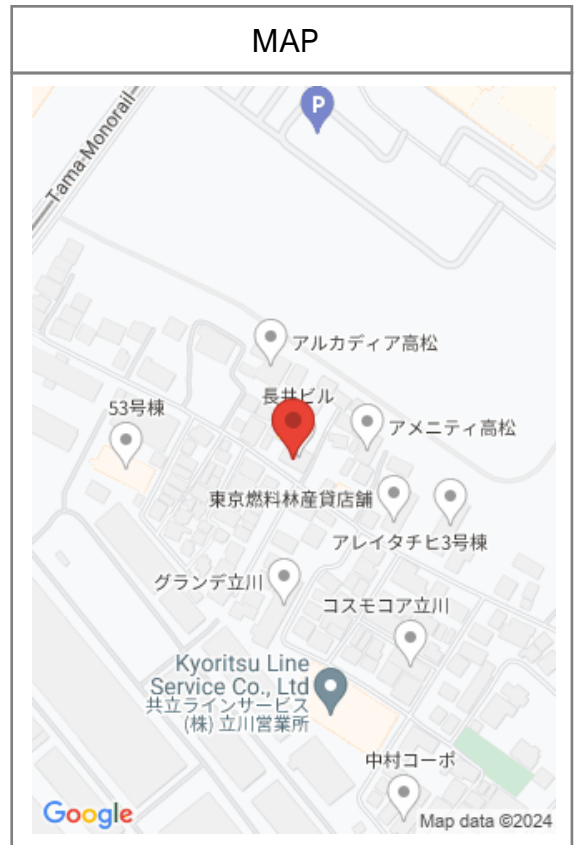 MAP
Tama Monorail
P
アルカディア高松
長井ビル
53号棟
アメニティ高松
東京燃料林産貸店舗
アレイタチヒ3号棟
グランデ立川
コスモコア立川
Kyoritsu Line
Service Co., Ltd
共立ラインサービス
(株) 立川営業所
中村コーポ
Google
Map data ©2024